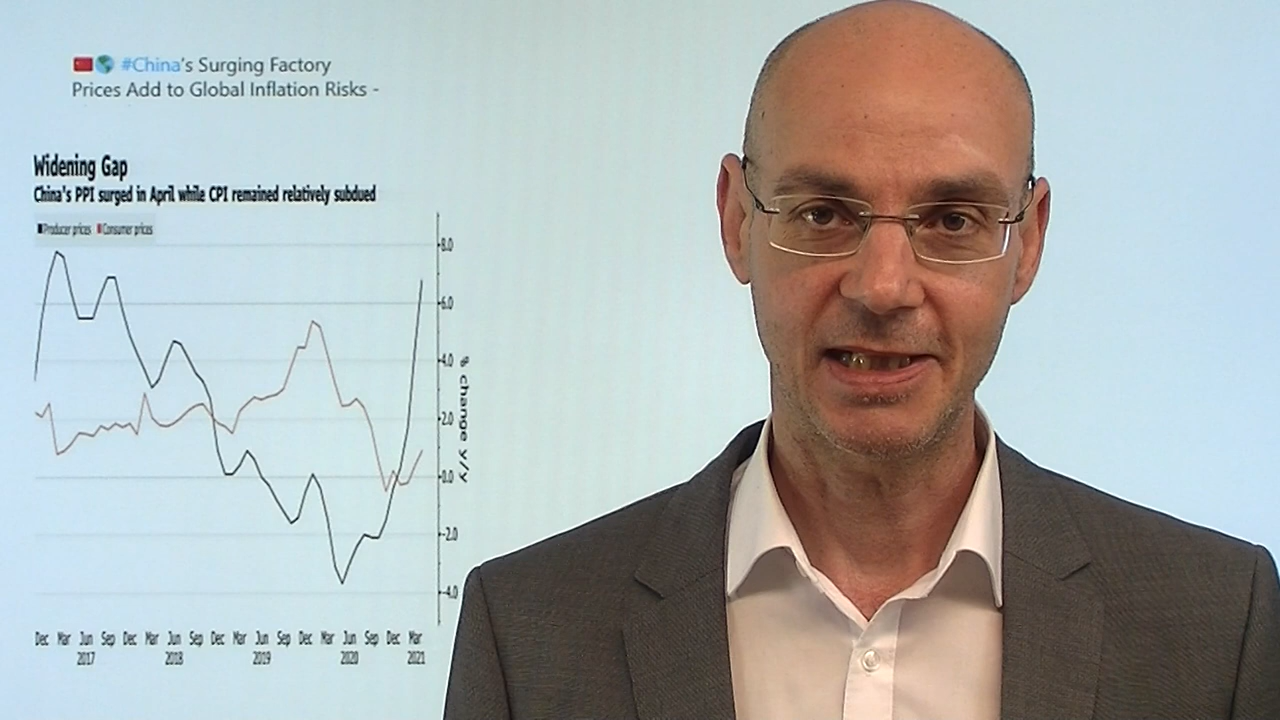 #China's Surging Factory
Prices Add to Global Inflation Risks -
Widening Gap
China's PPI surged in April while CPI remained relatively subdued
Producer prices Consumer prices
8.0
6.0
4.0
2.0
0.0
-2.0
-4.0
% change y/y
Dec Mar Jun Sep Dec Mar Jun Sep Dec Mar Jun Sep Dec Mar Jun Sep Dec Mar
2017 2018 2019 2020 2021